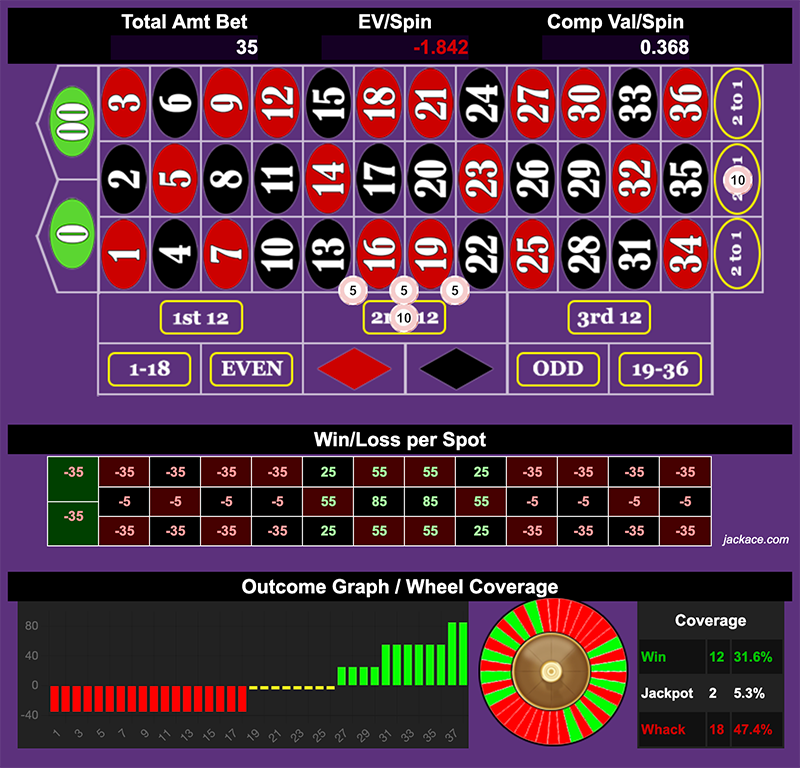 Total Amt Bet EV/Spin Comp Val/Spin
35 -1.842 0.368
00 3 6 9 12 15 18 21 24 27 30 33 36 2 to 1
2 5 8 11 14 17 20 23 26 29 32 35 10
0 1 4 7 10 13 16 19 22 25 28 31 34 2 to 1
5 5 5
1st 12 10 12 3rd 12
1-18 EVEN ODD 19-36
Win/Loss per Spot
-35 -35 -35 -35 -35 25 55 55 25 -35 -35 -35 -35
-5 -5 -5 -5 55 85 85 55 -5 -5 -5 -5
-35 -35 -35 -35 -35 25 55 55 25 -35 -35 -35 -35
jackace.com
Outcome Graph / Wheel Coverage
80
40
0
-40
1 3 5 7 9 11 13 15 17 19 21 23 25 27 29 31 33 35 37
Coverage
Win 12 31.6%
Jackpot 2 5.3%
Whack 18 47.4%